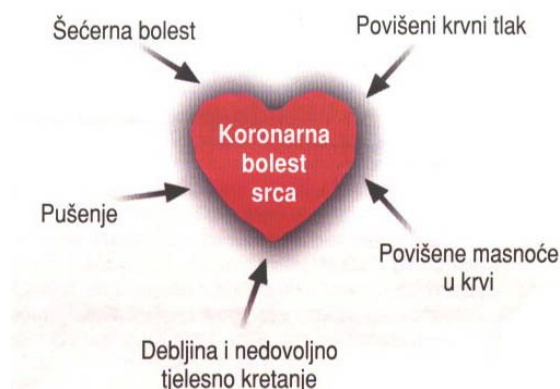 Šećerna bolest
Povišeni krvni tlak
Koronarna
bolest
srca
Pušenje
Povišene masnoće
u krvi
Debljina i nedovoljno
tjelesno kretanje